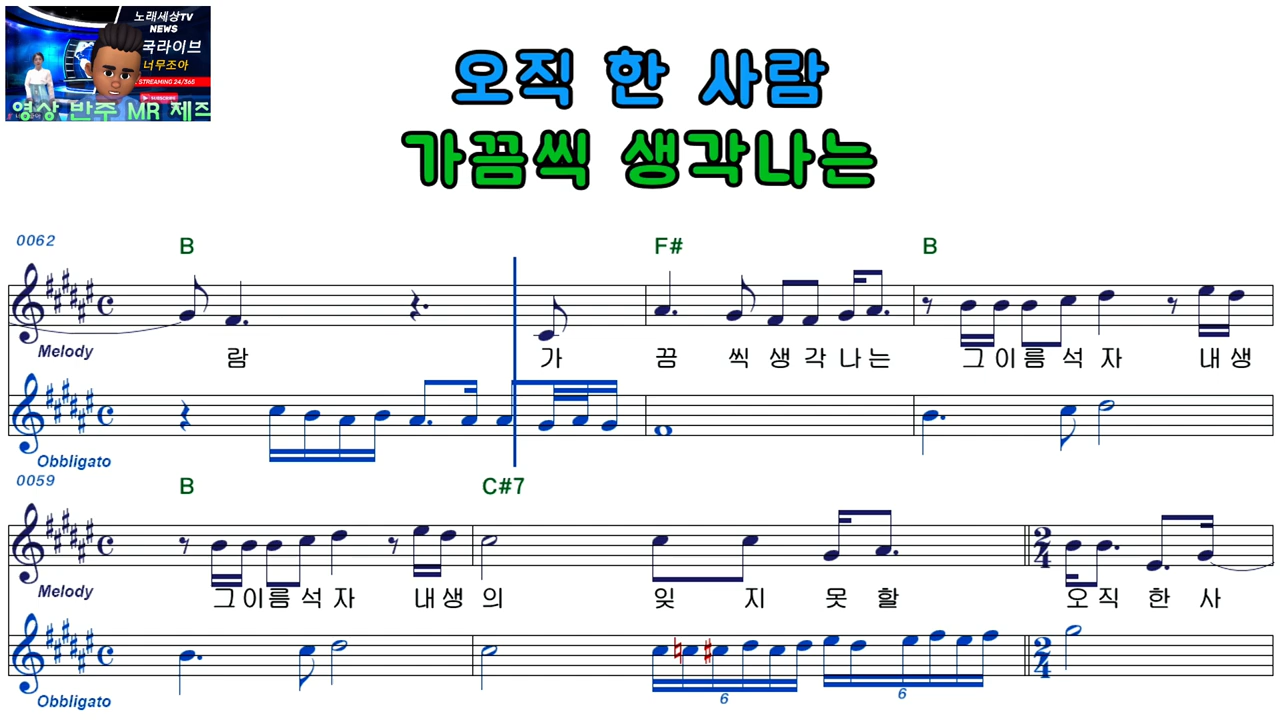 노래세상TV
NEWS
국라이브
너무조아
STREAMING 24/365
SUBSCRIBE
영상 반주 MR 제즈
오직 한 사람
가끔씩 생각나는
0062
B F# B
Melody
람 가 끔 씩 생 각 나 는 그 이 름 석 자 내 생
Obbligato
0059
B C#7
2
4
Melody
그 이 름 석 자 내 생 의 잊 지 못 할 오 직 한 사
2
4
6 6
Obbligato